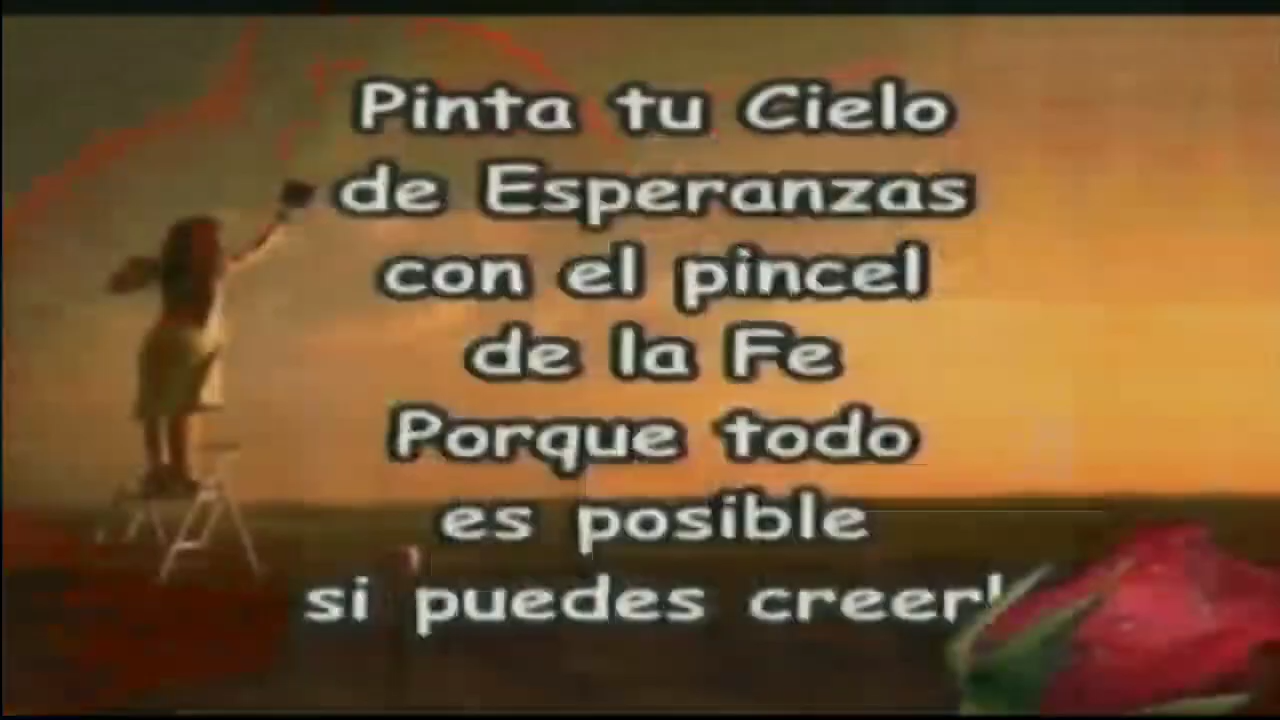 Pinta tu Cielo
de Esperanzas
con el pincel
de la Fe
Porque todo
es posible
si puedes creer!